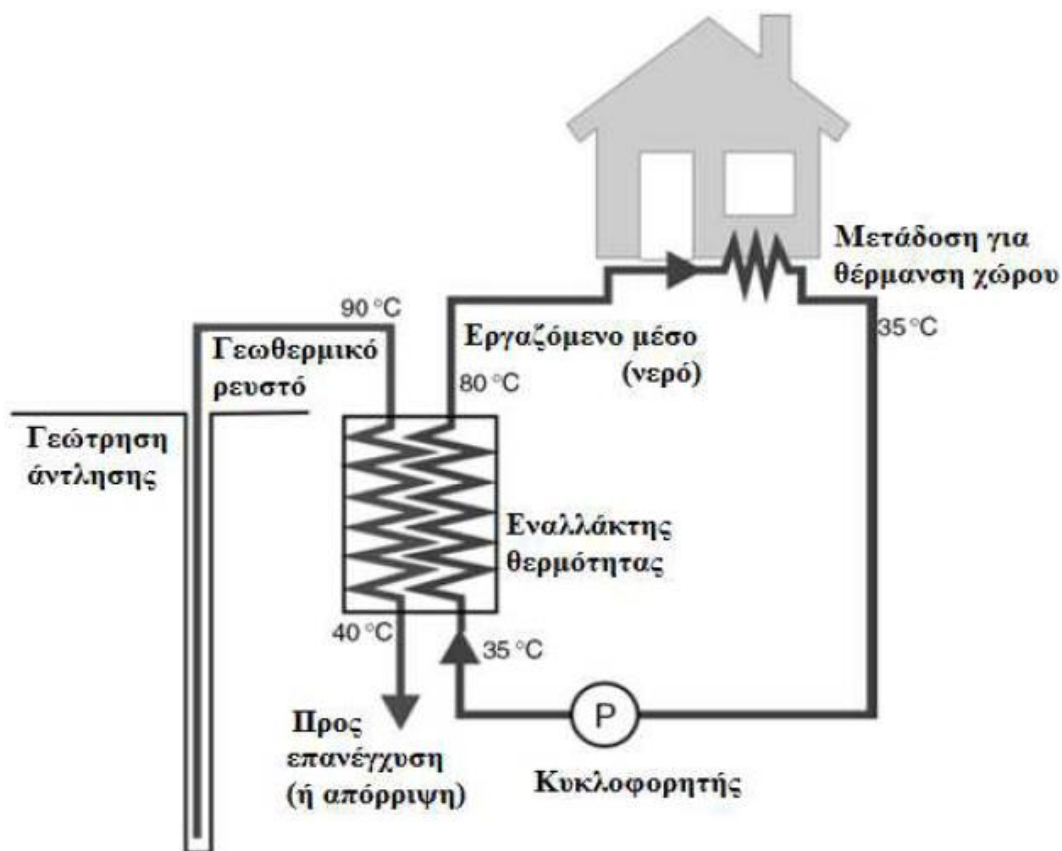 Μετάδοση για
θέρμανση χώρου
90 °C
35 °C
Γεωθερμικό
ρευστό
Εργαζόμενο μέσο
(νερό)
80 °C
Γεώτρηση
άντλησης
Εναλλάκτης
θερμότητας
40 °C
35 °C
P
Προς
επανέγχυση
(ή απόρριψη)
Κυκλοφορητής